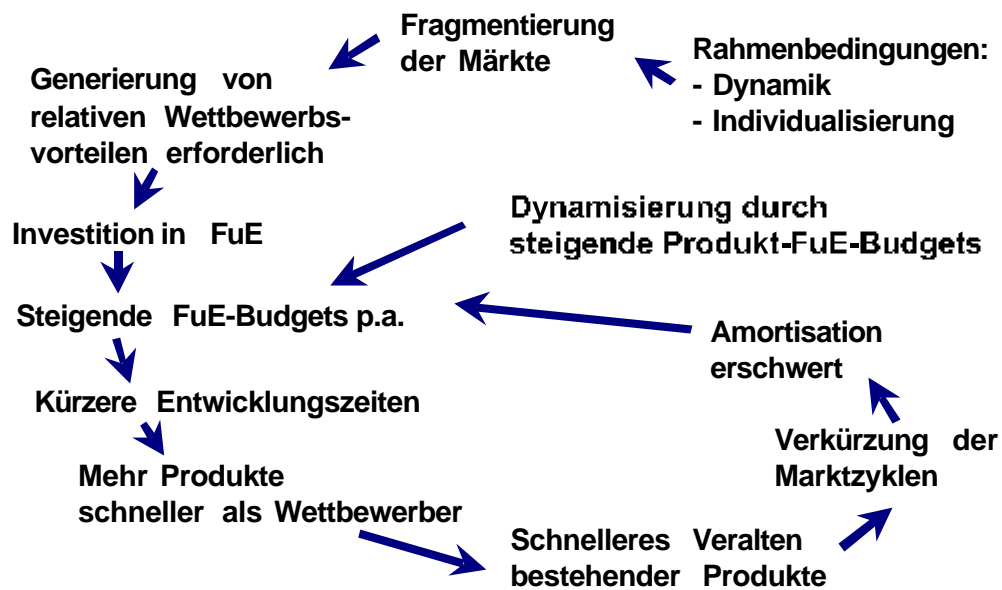 Fragmentierung
der Märkte
Rahmenbedingungen:
- Dynamik
- Individualisierung
Generierung von
relativen Wettbewerbs-
vorteilen erforderlich
Investition in FuE
Dynamisierung durch
steigende Produkt-FuE-Budgets
Steigende FuE-Budgets p.a.
Amortisation
erschwert
Kürzere Entwicklungszeiten
Verkürzung der
Marktzyklen
Mehr Produkte
schneller als Wettbewerber
Schnelleres Veralten
bestehender Produkte